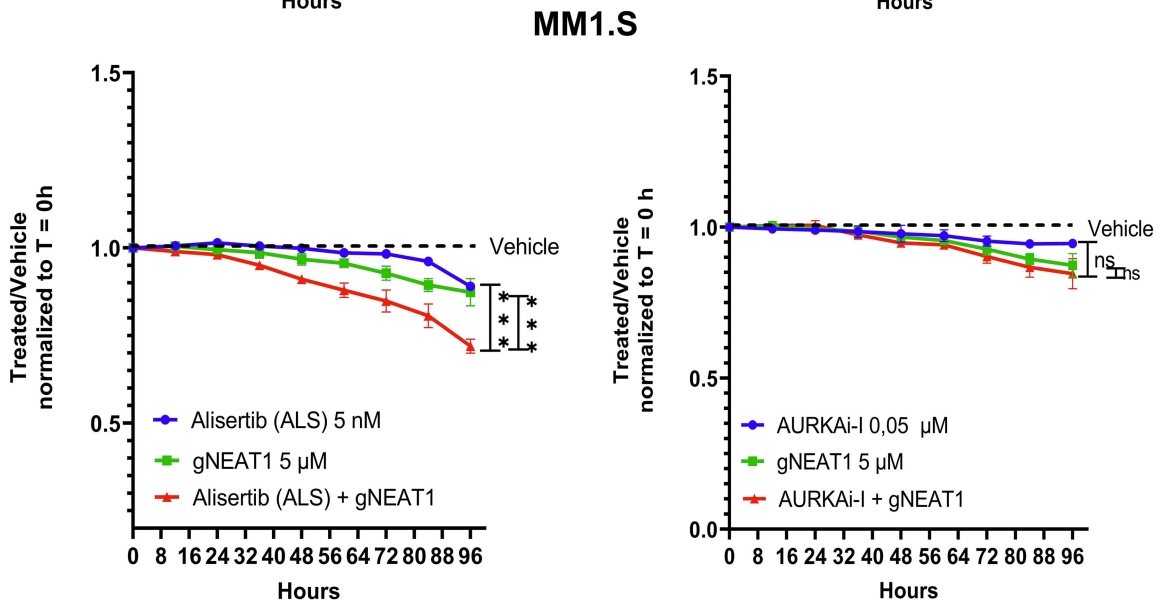 Hours Hours
MM1.S
Treated/Vehicle
normalized to T = 0h
1.5
1.0
0.5
Vehicle
***
***
Alisertib (ALS) 5 nM
gNEAT1 5 µM
Alisertib (ALS) + gNEAT1
0 8 16 24 32 40 48 56 64 72 80 88 96
Hours
Treated/Vehicle
normalized to T = 0 h
1.5
1.0
0.5
0.0
Vehicle
ns
ns
AURKAi-I 0,05 µM
gNEAT1 5 µM
AURKAi-I + gNEAT1
0 8 16 24 32 40 48 56 64 72 80 88 96
Hours